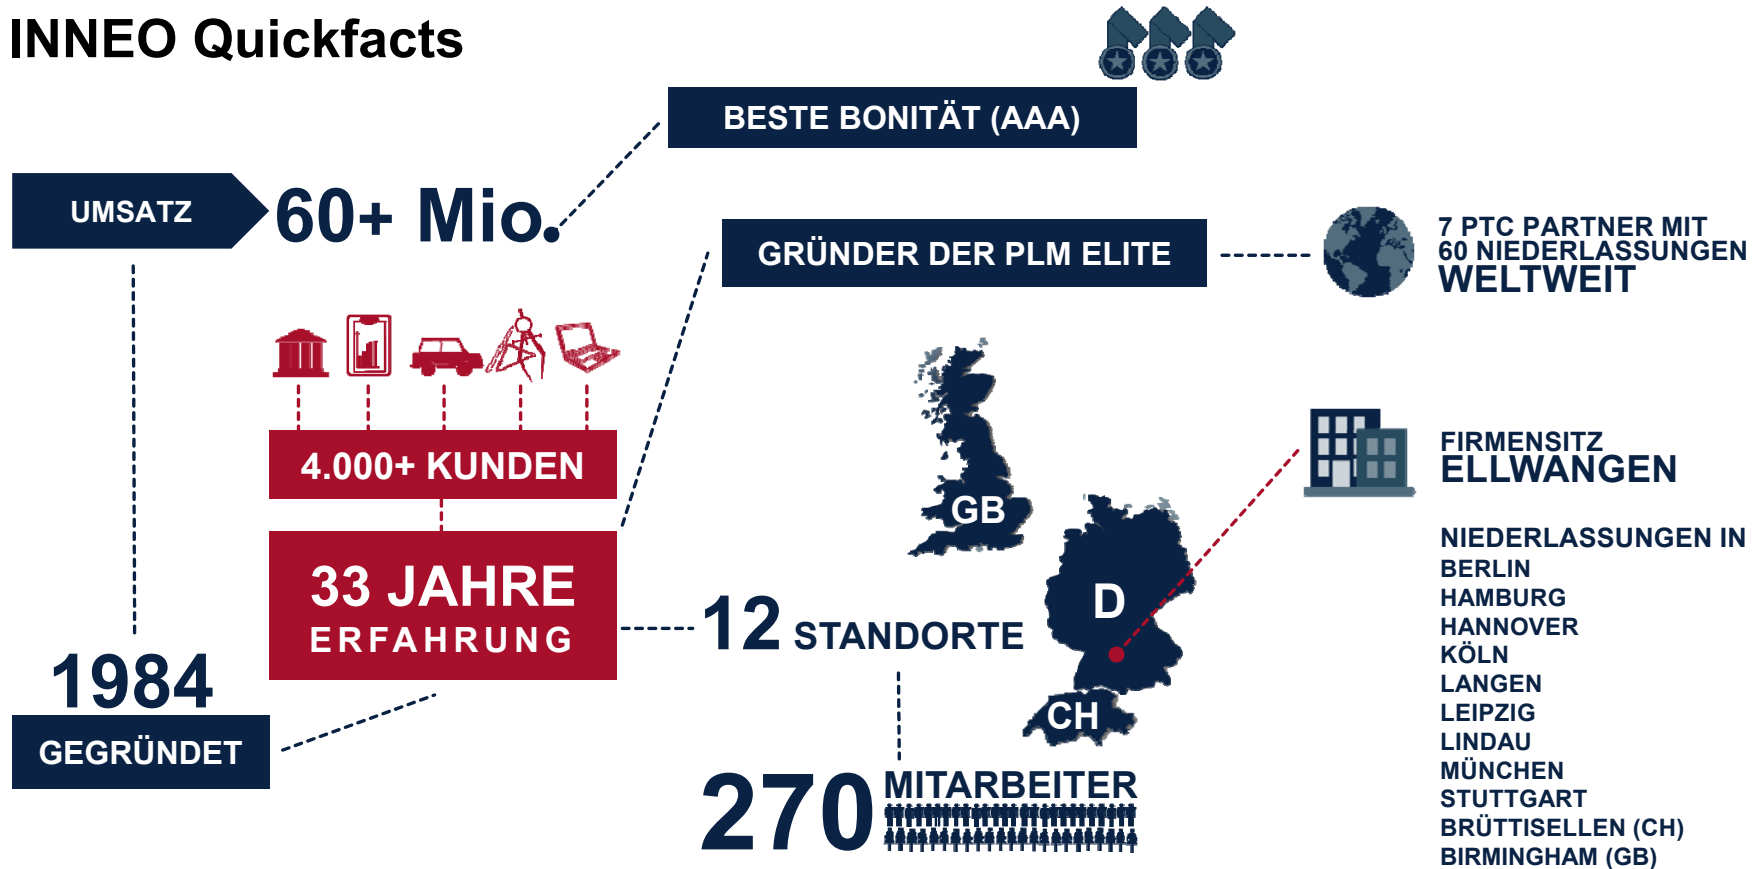 INNEO Quickfacts
BESTE BONITÄT (AAA)
UMSATZ
60+ Mio.
GRÜNDER DER PLM ELITE
7 PTC PARTNER MIT
60 NIEDERLASSUNGEN
WELTWEIT
4.000+ KUNDEN
33 JAHRE
ERFAHRUNG
1984
GEGRÜNDET
12 STANDORTE
270 MITARBEITER
GB
D
CH
FIRMENSITZ
ELLWANGEN
NIEDERLASSUNGEN IN
BERLIN
HAMBURG
HANNOVER
KÖLN
LANGEN
LEIPZIG
LINDAU
MÜNCHEN
STUTTGART
BRÜTTISELLEN (CH)
BIRMINGHAM (GB)